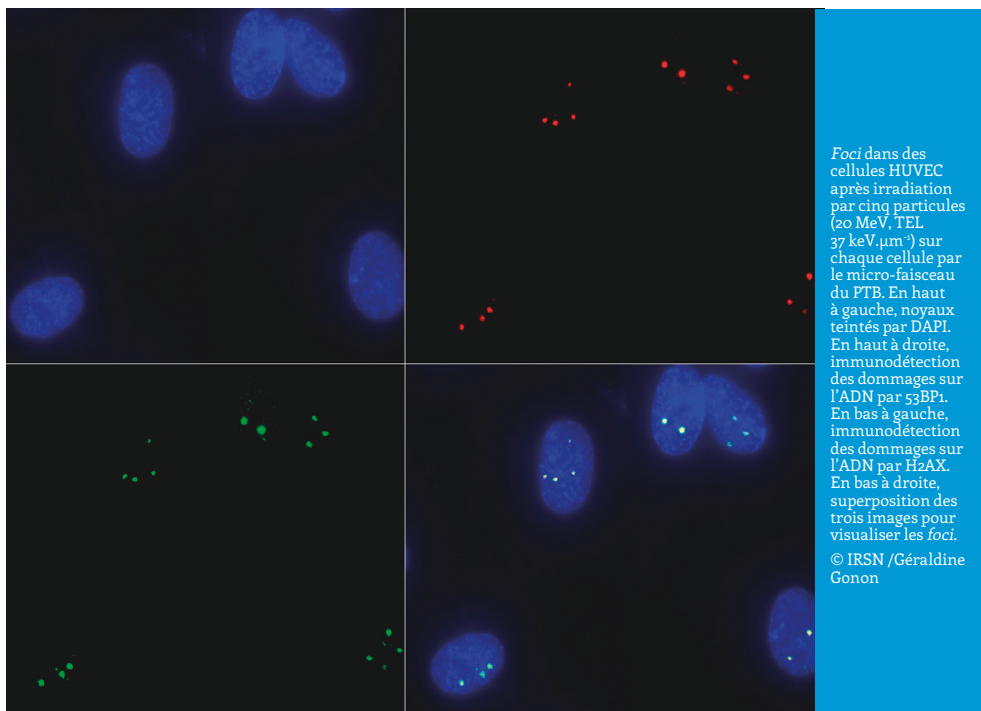 Foci dans des
cellules HUVEC
après irradiation
par cinq particules
(20 MeV, TEL
37 keV.µm⁻¹) sur
chaque cellule par
le micro-faisceau
du PTB. En haut
à gauche, noyaux
teintés par DAPI.
En haut à droite,
immunodétection
des dommages sur
l’ADN par 53BP1.
En bas à gauche,
immunodétection
des dommages sur
l’ADN par H2AX.
En bas à droite,
superposition des
trois images pour
visualiser les foci.
© IRSN /Géraldine
Gonon